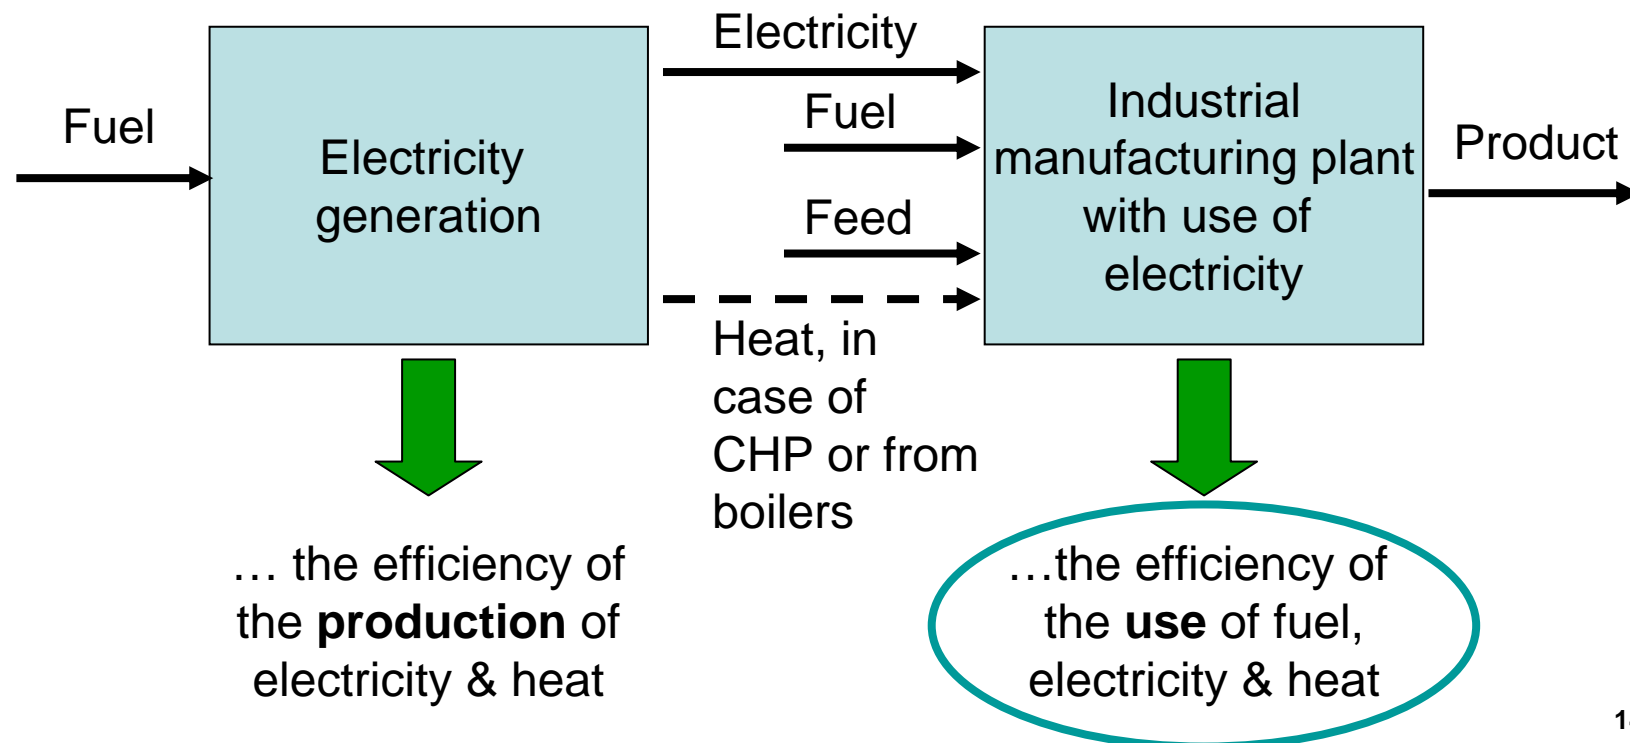 Fuel
Electricity
generation
Electricity
Fuel
Feed
Heat, in
case of
CHP or from
boilers
Industrial
manufacturing plant
with use of
electricity
Product
… the efficiency of
the production of
electricity & heat
…the efficiency of
the use of fuel,
electricity & heat